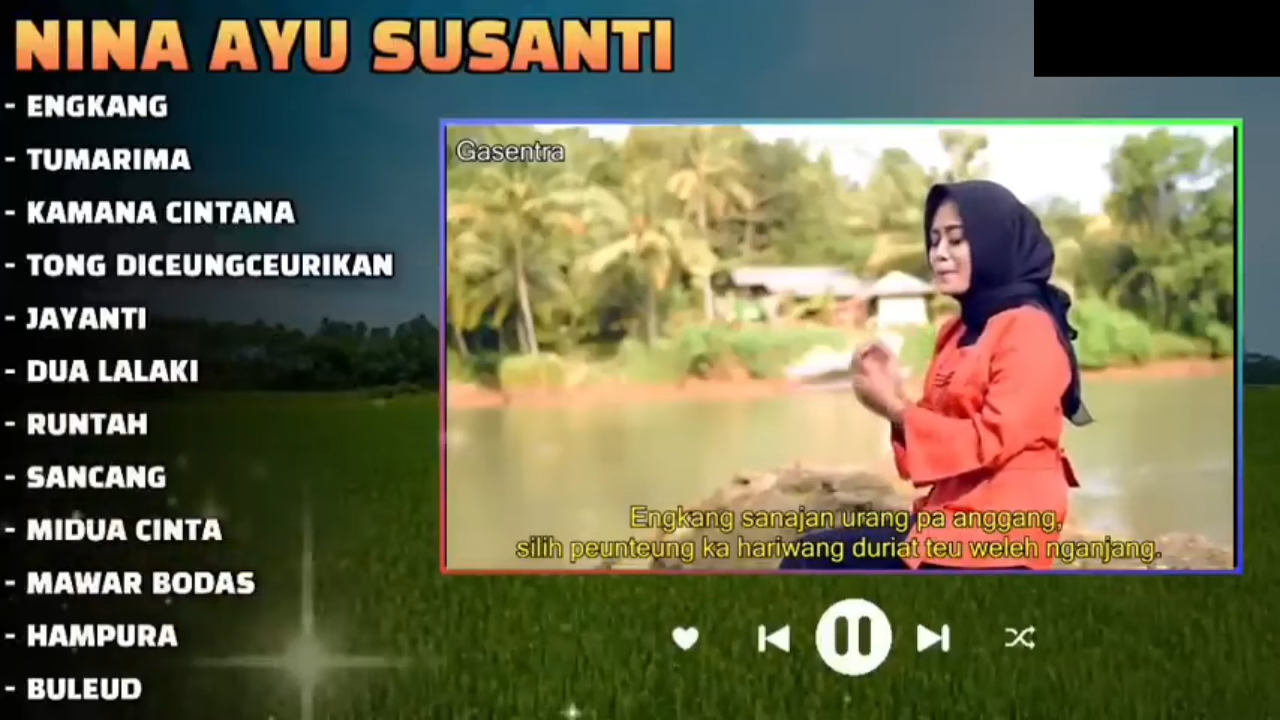 NINA AYU SUSANTI
- ENGKANG
- TUMARIMA
- KAMANA CINTANA
- TONG DICEUNGCEURIKAN
- JAYANTI
- DUA LALAKI
- RUNTAH
- SANCANG
- MIDUA CINTA
- MAWAR BODAS
- HAMPURA
- BULEUD
Gasentra
Engkang sanajan urang pa anggang,
silih peunteung ka hariwang duriat teu weleh nganjang.